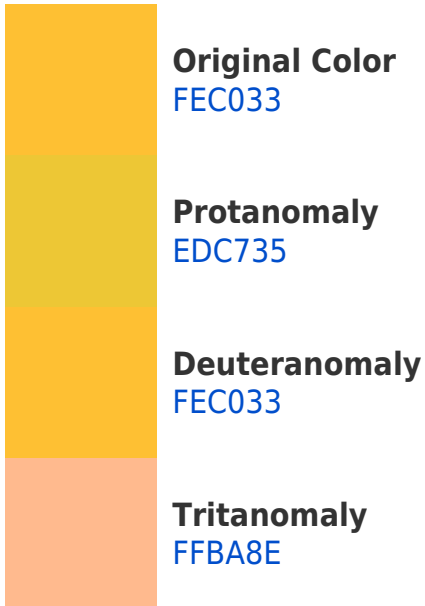 Original Color
FEC033
Protanomaly
EDC735
Deuteranomaly
FEC033
Tritanomaly
FFBA8E